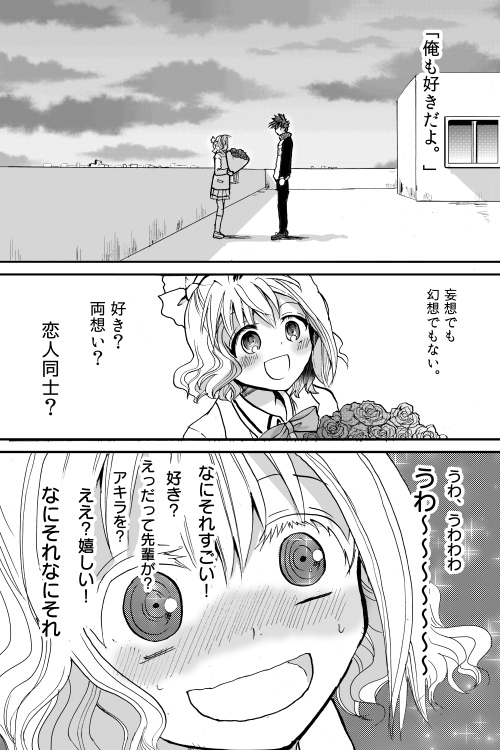 「俺も好きだよ。」
妄想でも
幻想でもない。
好き？
両想ぃ？
恋人同士？
うわ、うわわわ
うわ〜〜〜〜〜〜〜
なにそれすごい！
好き？
えっだって先輩が？
アキラを？
ええ？嬉しい！
なにそれなにそれ